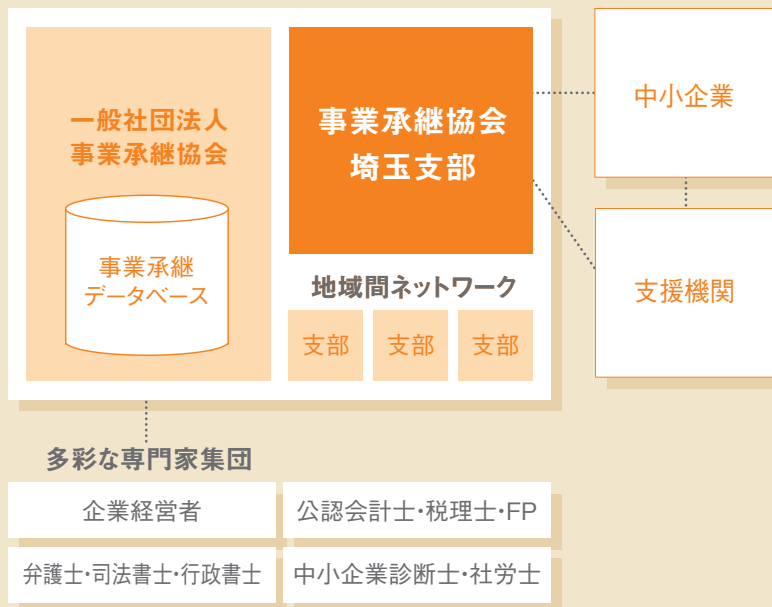 一般社団法人
事業承継協会
事業承継
データベース
事業承継協会
埼玉支部
地域間ネットワーク
支部
支部
支部
中小企業
支援機関
多彩な専門家集団
企業経営者
公認会計士・税理士・FP
弁護士・司法書士・行政書士
中小企業診断士・社労士